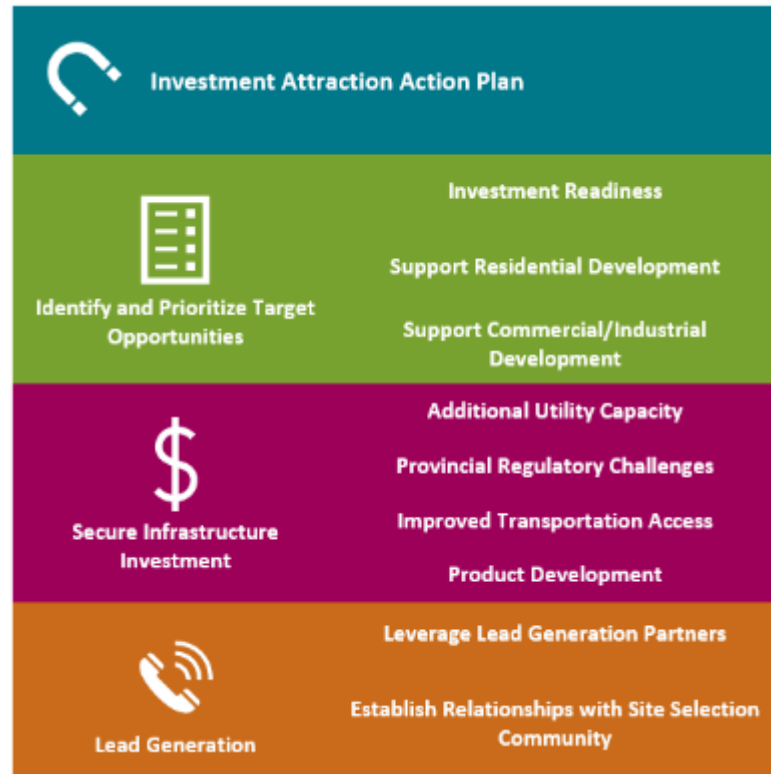 Investment Attraction Action Plan
Identify and Prioritize Target
Opportunities
Investment Readiness
Support Residential Development
Support Commercial/Industrial
Development
Secure Infrastructure
Investment
Additional Utility Capacity
Provincial Regulatory Challenges
Improved Transportation Access
Product Development
Lead Generation
Leverage Lead Generation Partners
Establish Relationships with Site Selection
Community